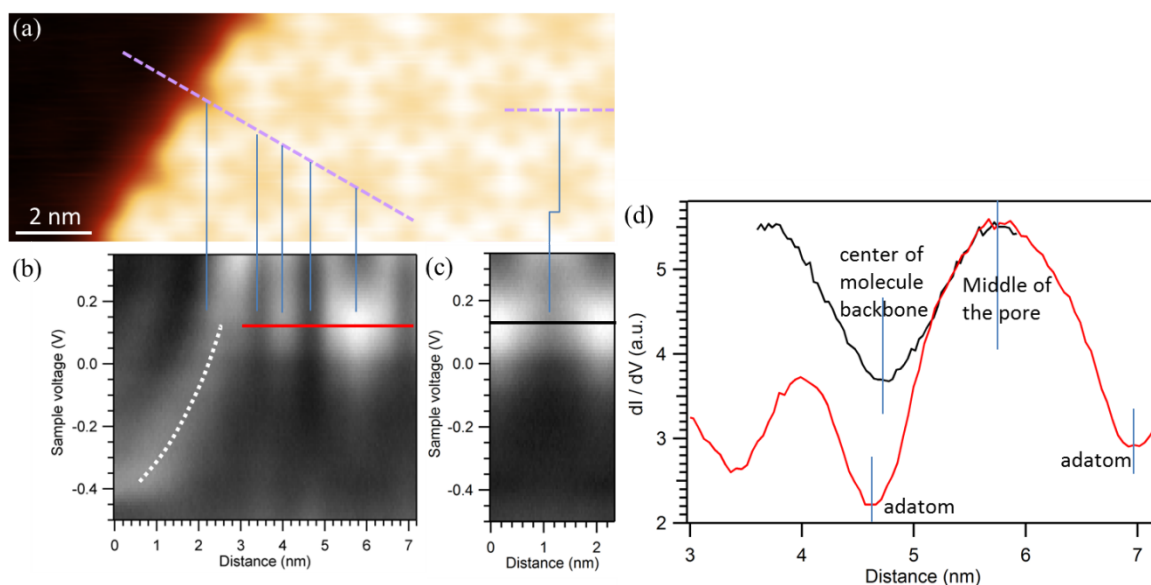 (a)
2 nm
(b)
Sample voltage (V)
0.2
0.0
-0.2
-0.4
0 1 2 3 4 5 6 7
Distance (nm)
(c)
Sample voltage (V)
0.2
0.0
-0.2
-0.4
0 1 2
Distance (nm)
(d)
dI / dV (a.u.)
5
4
3
2
center of
molecule
backbone
Middle of
the pore
adatom
adatom
3 4 5 6 7
Distance (nm)